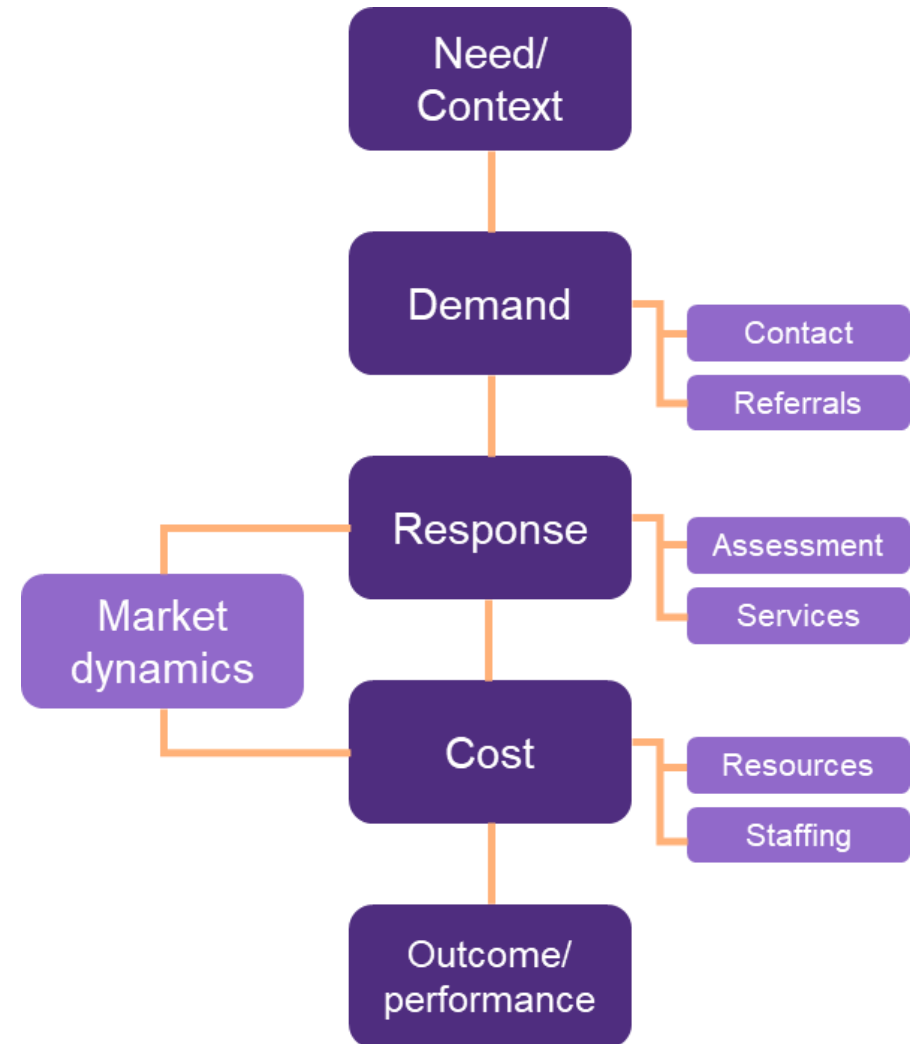 Need/
Context
Demand
Contact
Referrals
Response
Assessment
Services
Market
dynamics
Cost
Resources
Staffing
Outcome/
performance